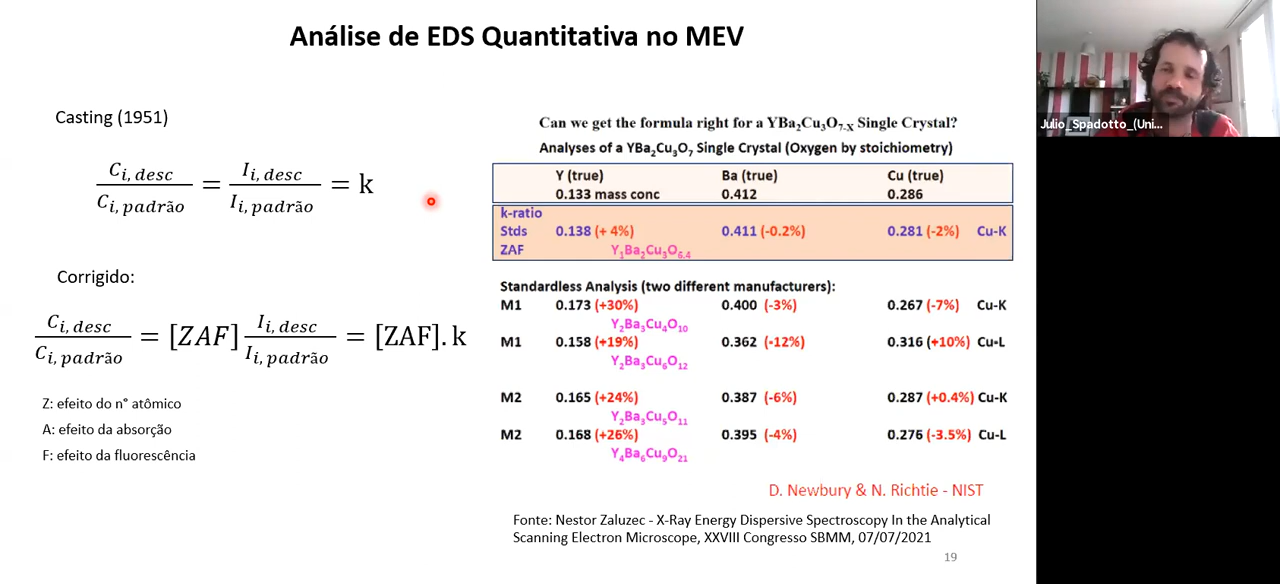 Análise de EDS Quantitativa no MEV
Casting (1951)
C i, desc / C i, padrão = I i, desc / I i, padrão = k
Corrigido:
C i, desc / C i, padrão = [ZAF] I i, desc / I i, padrão = [ZAF]. k
Z: efeito do n° atômico
A: efeito da absorção
F: efeito da fluorescência
Can we get the formula right for a YBa₂Cu₃O₇₋ₓ Single Crystal?
Analyses of a YBa₂Cu₃O₇ Single Crystal (Oxygen by stoichiometry)
Y (true) Ba (true) Cu (true)
0.133 mass conc 0.412 0.286
k-ratio
Stds 0.138 (+ 4%) 0.411 (-0.2%) 0.281 (-2%) Cu-K
ZAF Y₁Ba₂Cu₃O₆.₄
Standardless Analysis (two different manufacturers):
M1 0.173 (+30%) 0.400 (-3%) 0.267 (-7%) Cu-K
Y₂Ba₃Cu₄O₁₀
M1 0.158 (+19%) 0.362 (-12%) 0.316 (+10%) Cu-L
Y₂Ba₃Cu₆O₁₂
M2 0.165 (+24%) 0.387 (-6%) 0.287 (+0.4%) Cu-K
Y₂Ba₃Cu₅O₁₁
M2 0.168 (+26%) 0.395 (-4%) 0.276 (-3.5%) Cu-L
Y₄Ba₆Cu₉O₂₁
D. Newbury & N. Richtie - NIST
Fonte: Nestor Zaluzec - X-Ray Energy Dispersive Spectroscopy In the Analytical
Scanning Electron Microscope, XXVIII Congresso SBMM, 07/07/2021
19
Julio_Spadotto_(Uni...